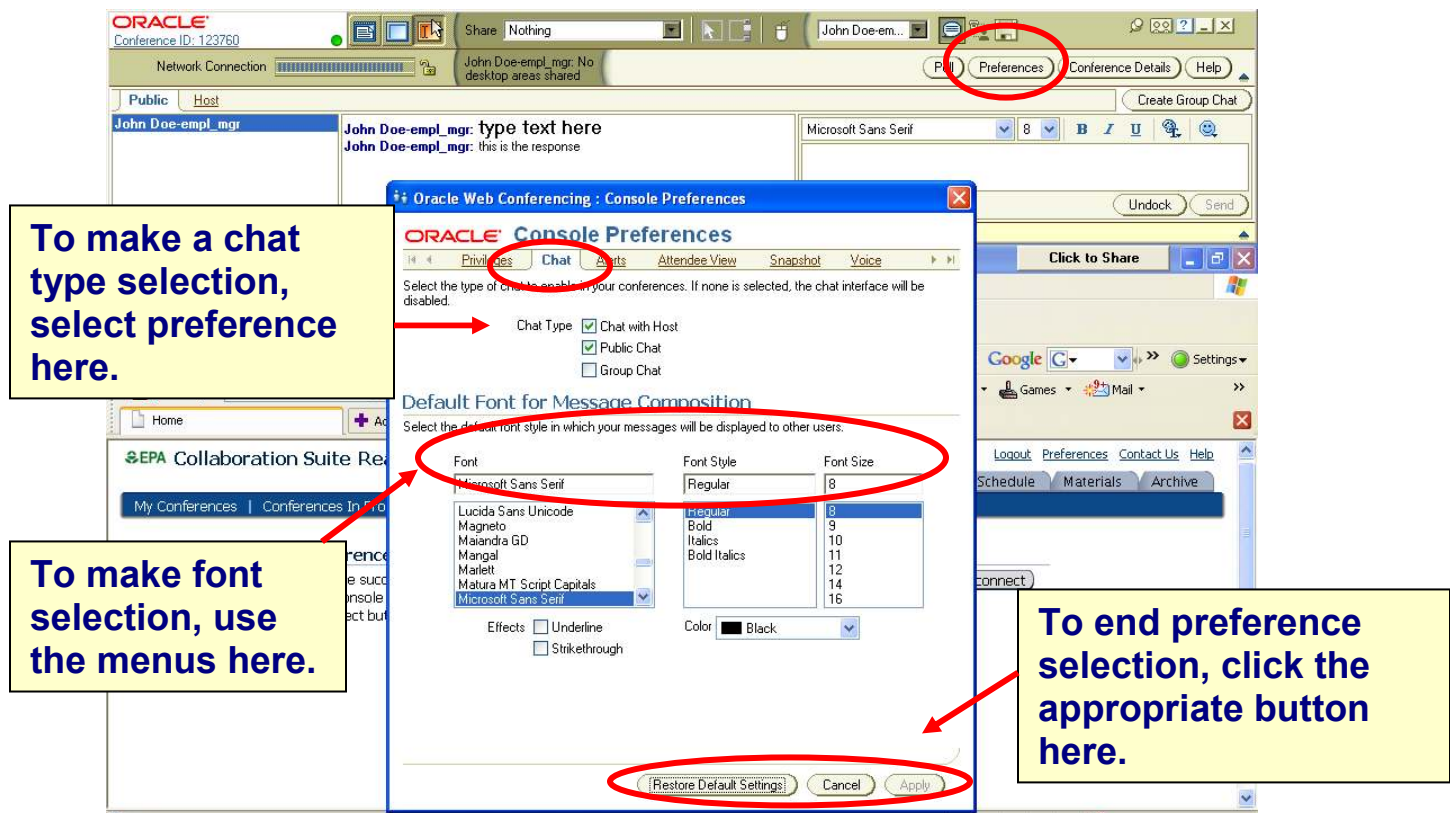 ORACLE
Conference ID: 123760
Share Nothing
John Doe-em...
Network Connection
John Doe-empl_mgr: No
desktop areas shared
Poll
Preferences
Conference Details
Help
Public Host
Create Group Chat
John Doe-empl_mgr
John Doe-empl_mgr: type text here
John Doe-empl_mgr: this is the response
Microsoft Sans Serif 8 B I U
Undock Send
Oracle Web Conferencing : Console Preferences
ORACLE Console Preferences
Privileges Chat Alerts Attendee View Snapshot Voice
Select the type of chat to enable in your conferences. If none is selected, the chat interface will be
disabled.
Chat Type Chat with Host
Public Chat
Group Chat
Default Font for Message Composition
Select the default font style in which your messages will be displayed to other users.
Font Font Style Font Size
Microsoft Sans Serif Regular 8
Lucida Sans Unicode Regular 8
Magneto Bold 9
Maiandra GD Italics 10
Mangal Bold Italics 11
Marlett 12
Matura MT Script Capitals 14
Microsoft Sans Serif 16
Effects Underline Color Black
Strikethrough
Restore Default Settings Cancel Apply
To make a chat
type selection,
select preference
here.
To make font
selection, use
the menus here.
To end preference
selection, click the
appropriate button
here.
Click to Share
Google G Settings
Games Mail
Home
EPA Collaboration Suite
Logout Preferences Contact Us Help
Schedule Materials Archive
My Conferences | Conferences In